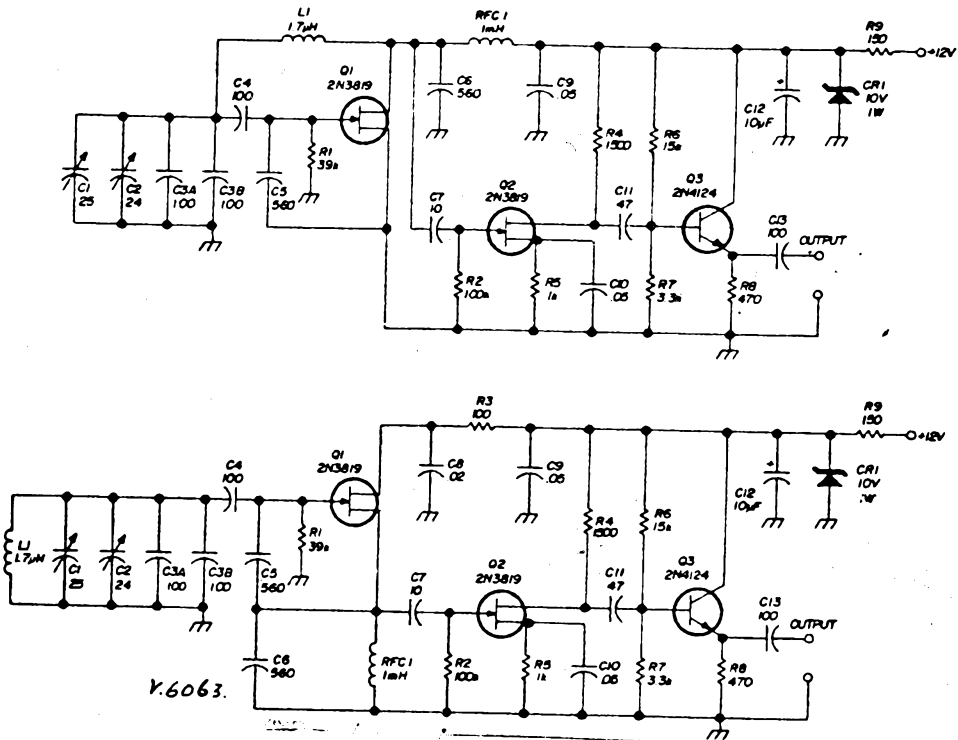 L1
1.7µH
RFC 1
1mH
R9
150
+12V
Q1
2N3819
C4
100
C6
560
C9
.05
C12
10µF
CR1
10V
1W
R4
1500
R6
15k
R1
39k
C1
25
C2
24
C3A
100
C3B
100
C5
560
C7
10
Q2
2N3819
C11
47
Q3
2N4124
C13
100
OUTPUT
R2
100k
R5
1k
C10
.05
R7
3.3k
R8
470
R3
100
R9
150
+12V
Q1
2N3819
C4
100
C8
.02
C9
.05
C12
10µF
CR1
10V
R4
1500
R6
15k
R1
39k
L1
1.7µH
C1
25
C2
24
C3A
100
C3B
100
C5
560
C7
10
Q2
2N3819
C11
47
Q3
2N4124
C13
100
OUTPUT
C6
560
RFC 1
1mH
R2
100k
R5
1k
C10
.05
R7
3.3k
R8
470
V.6063.